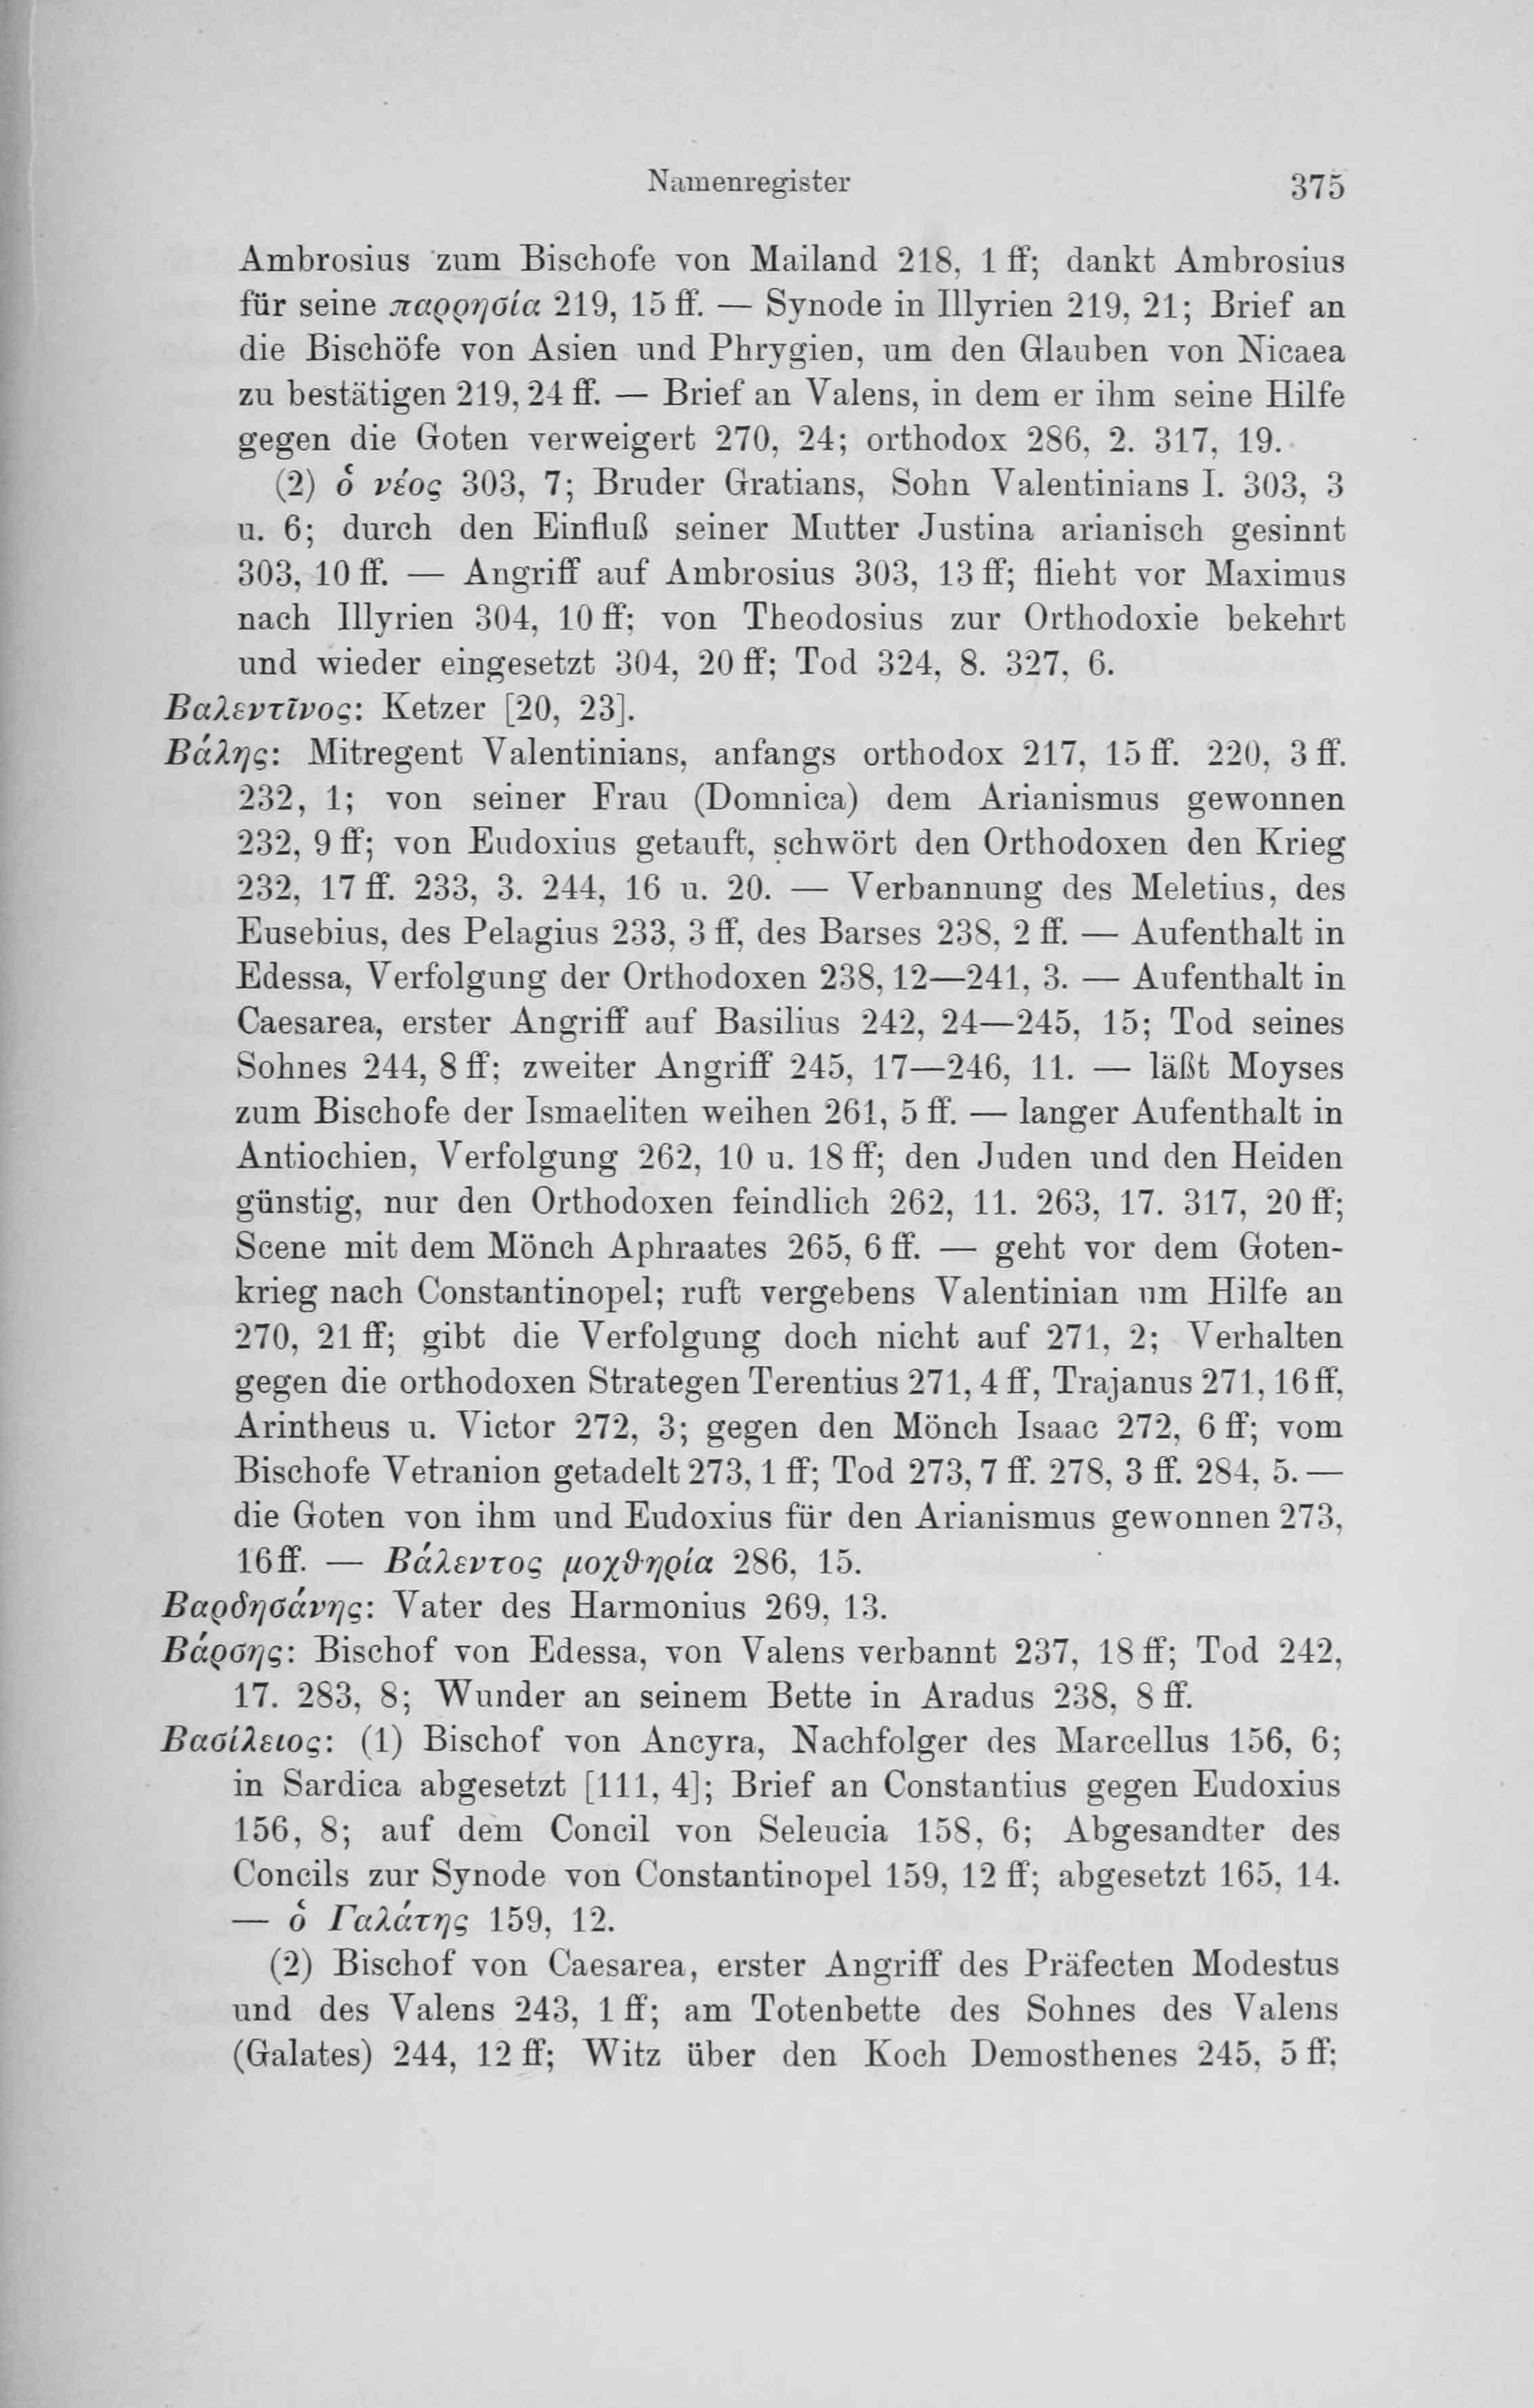 Namenregister 375
Ambrosius zum Bischofe von Mailand 218, 1 ff; dankt Ambrosius
für seine παρρησία 219, 15 ff. — Synode in Illyrien 219, 21; Brief an
die Bischöfe von Asien und Phrygien, um den Glauben von Nicaea
zu bestätigen 219, 24 ff. — Brief an Valens, in dem er ihm seine Hilfe
gegen die Goten verweigert 270, 24; orthodox 286, 2. 317, 19.
(2) ὁ νέος 303, 7; Bruder Gratians, Sohn Valentinians I. 303, 3
u. 6; durch den Einfluß seiner Mutter Justina arianisch gesinnt
303, 10 ff. — Angriff auf Ambrosius 303, 13 ff; flieht vor Maximus
nach Illyrien 304, 10 ff; von Theodosius zur Orthodoxie bekehrt
und wieder eingesetzt 304, 20 ff; Tod 324, 8. 327, 6.
Βαλεντῖνος: Ketzer [20, 23].
Βάλης: Mitregent Valentinians, anfangs orthodox 217, 15 ff. 220, 3 ff.
232, 1; von seiner Frau (Domnica) dem Arianismus gewonnen
232, 9 ff; von Eudoxius getauft, schwört den Orthodoxen den Krieg
232, 17 ff. 233, 3. 244, 16 u. 20. — Verbannung des Meletius, des
Eusebius, des Pelagius 233, 3 ff, des Barses 238, 2 ff. — Aufenthalt in
Edessa, Verfolgung der Orthodoxen 238, 12—241, 3. — Aufenthalt in
Caesarea, erster Angriff auf Basilius 242, 24—245, 15; Tod seines
Sohnes 244, 8 ff; zweiter Angriff 245, 17—246, 11. — läßt Moyses
zum Bischofe der Ismaeliten weihen 261, 5 ff. — langer Aufenthalt in
Antiochien, Verfolgung 262, 10 u. 18 ff; den Juden und den Heiden
günstig, nur den Orthodoxen feindlich 262, 11. 263, 17. 317, 20 ff;
Scene mit dem Mönch Aphraates 265, 6 ff. — geht vor dem Goten-
krieg nach Constantinopel; ruft vergebens Valentinian um Hilfe an
270, 21 ff; gibt die Verfolgung doch nicht auf 271, 2; Verhalten
gegen die orthodoxen Strategen Terentius 271, 4 ff, Trajanus 271, 16 ff,
Arintheus u. Victor 272, 3; gegen den Mönch Isaac 272, 6 ff; vom
Bischofe Vetranion getadelt 273, 1 ff; Tod 273, 7 ff. 278, 3 ff. 284, 5. —
die Goten von ihm und Eudoxius für den Arianismus gewonnen 273,
16 ff. — Βάλεντος μοχθηρία 286, 15.
Βαρδησάνης: Vater des Harmonius 269, 13.
Βάρσης: Bischof von Edessa, von Valens verbannt 237, 18 ff; Tod 242,
17. 283, 8; Wunder an seinem Bette in Aradus 238, 8 ff.
Βασίλειος: (1) Bischof von Ancyra, Nachfolger des Marcellus 156, 6;
in Sardica abgesetzt [111, 4]; Brief an Constantius gegen Eudoxius
156, 8; auf dem Concil von Seleucia 158, 6; Abgesandter des
Concils zur Synode von Constantinopel 159, 12 ff; abgesetzt 165, 14.
— ὁ Γαλάτης 159, 12.
(2) Bischof von Caesarea, erster Angriff des Präfecten Modestus
und des Valens 243, 1 ff; am Totenbette des Sohnes des Valens
(Galates) 244, 12 ff; Witz über den Koch Demosthenes 245, 5 ff;